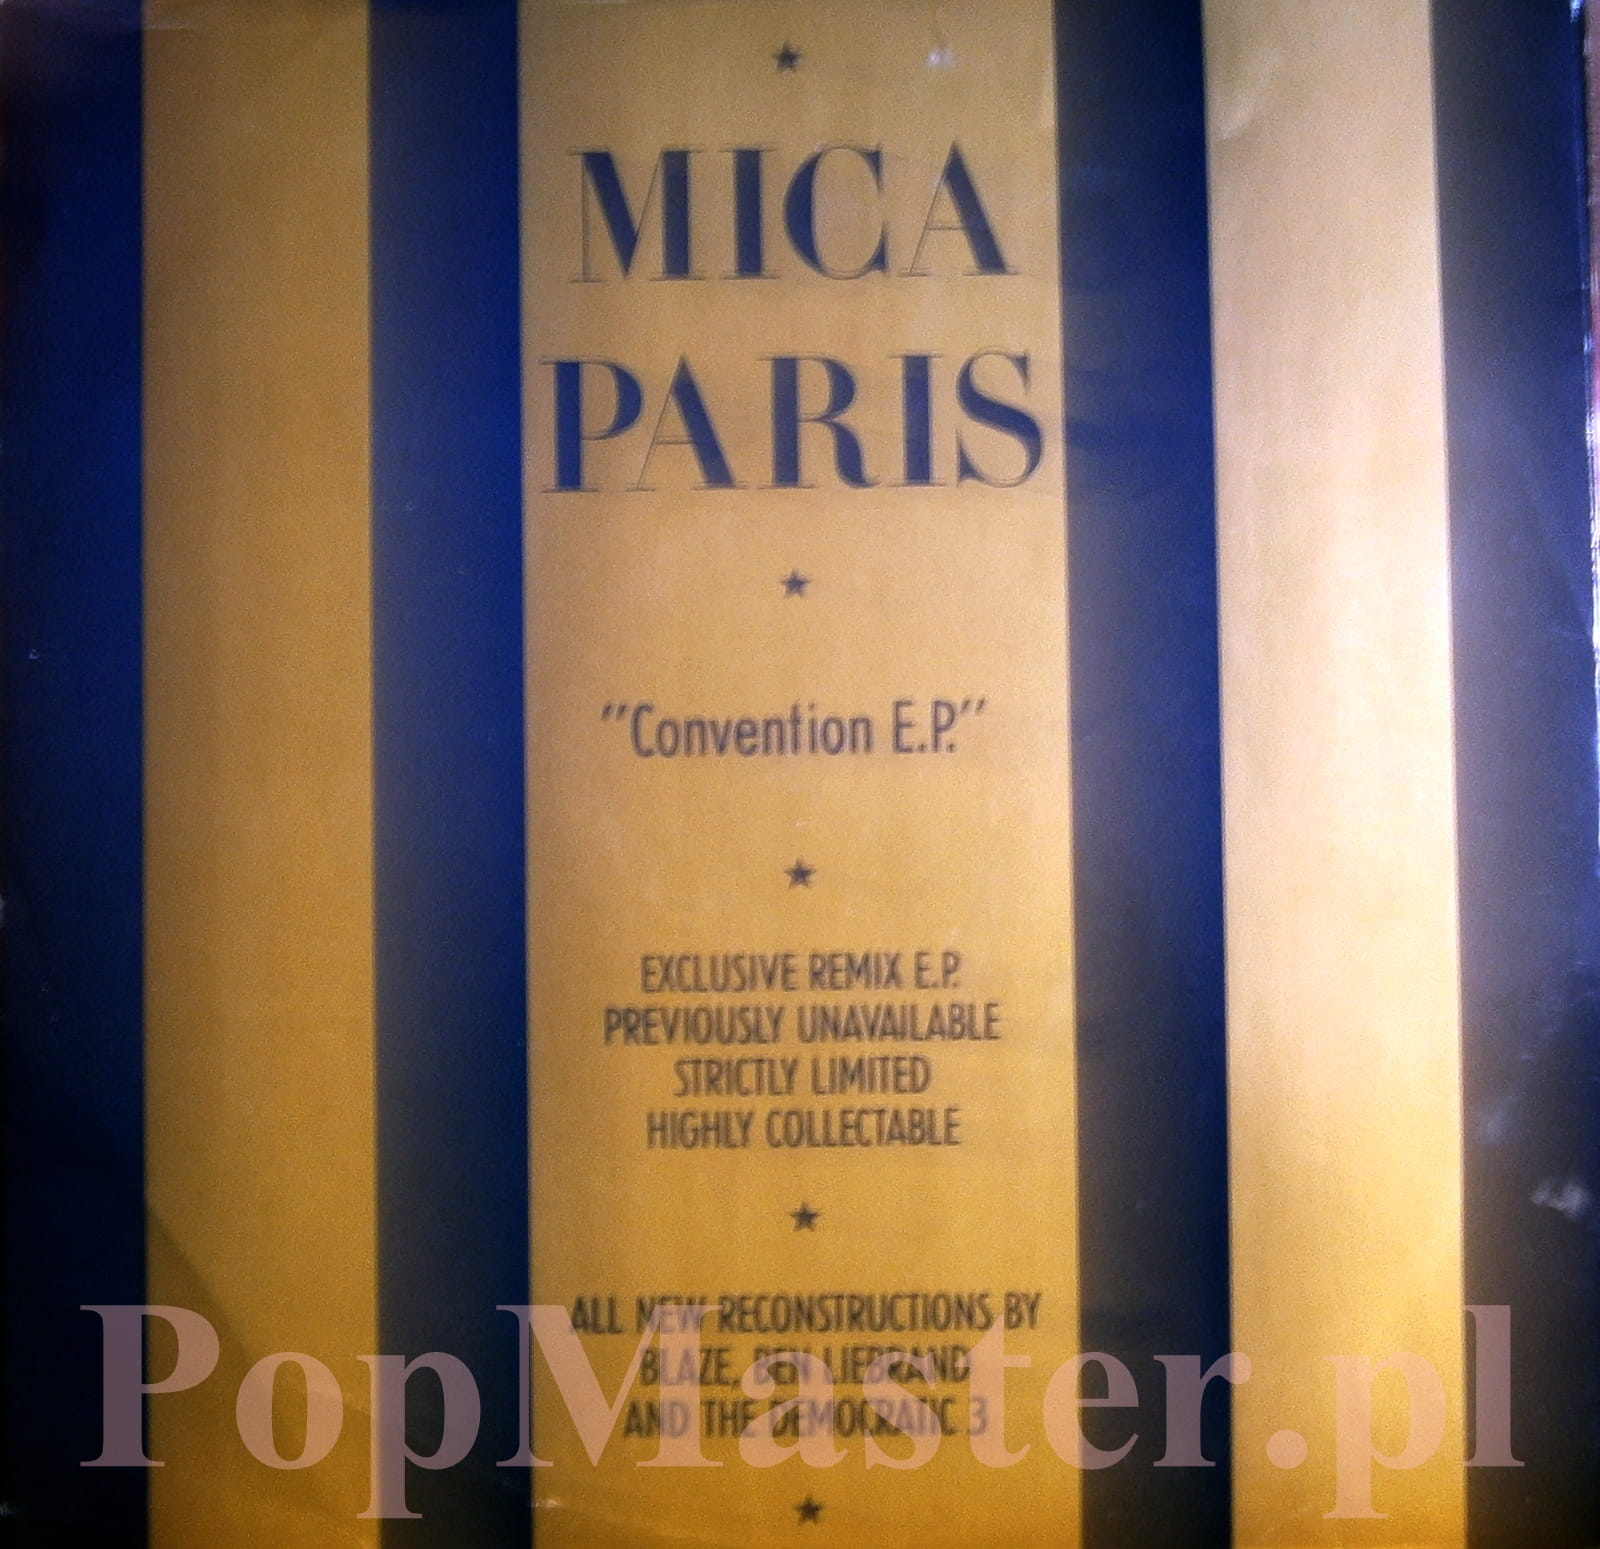 MICA
PARIS
"Convention E.P."
EXCLUSIVE REMIX E.P.
PREVIOUSLY UNAVAILABLE
STRICTLY LIMITED
HIGHLY COLLECTABLE
ALL NEW RECONSTRUCTIONS BY
BLAZE, BEN LIEBRAND
AND THE DEMOCRATIC 3
PopMaster.pl